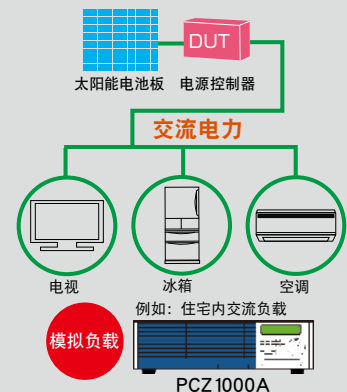 DUT
太阳能电池板 电源控制器
交流电力
电视 冰箱 空调
例如：住宅内交流负载
模拟负载
PCZ1000A